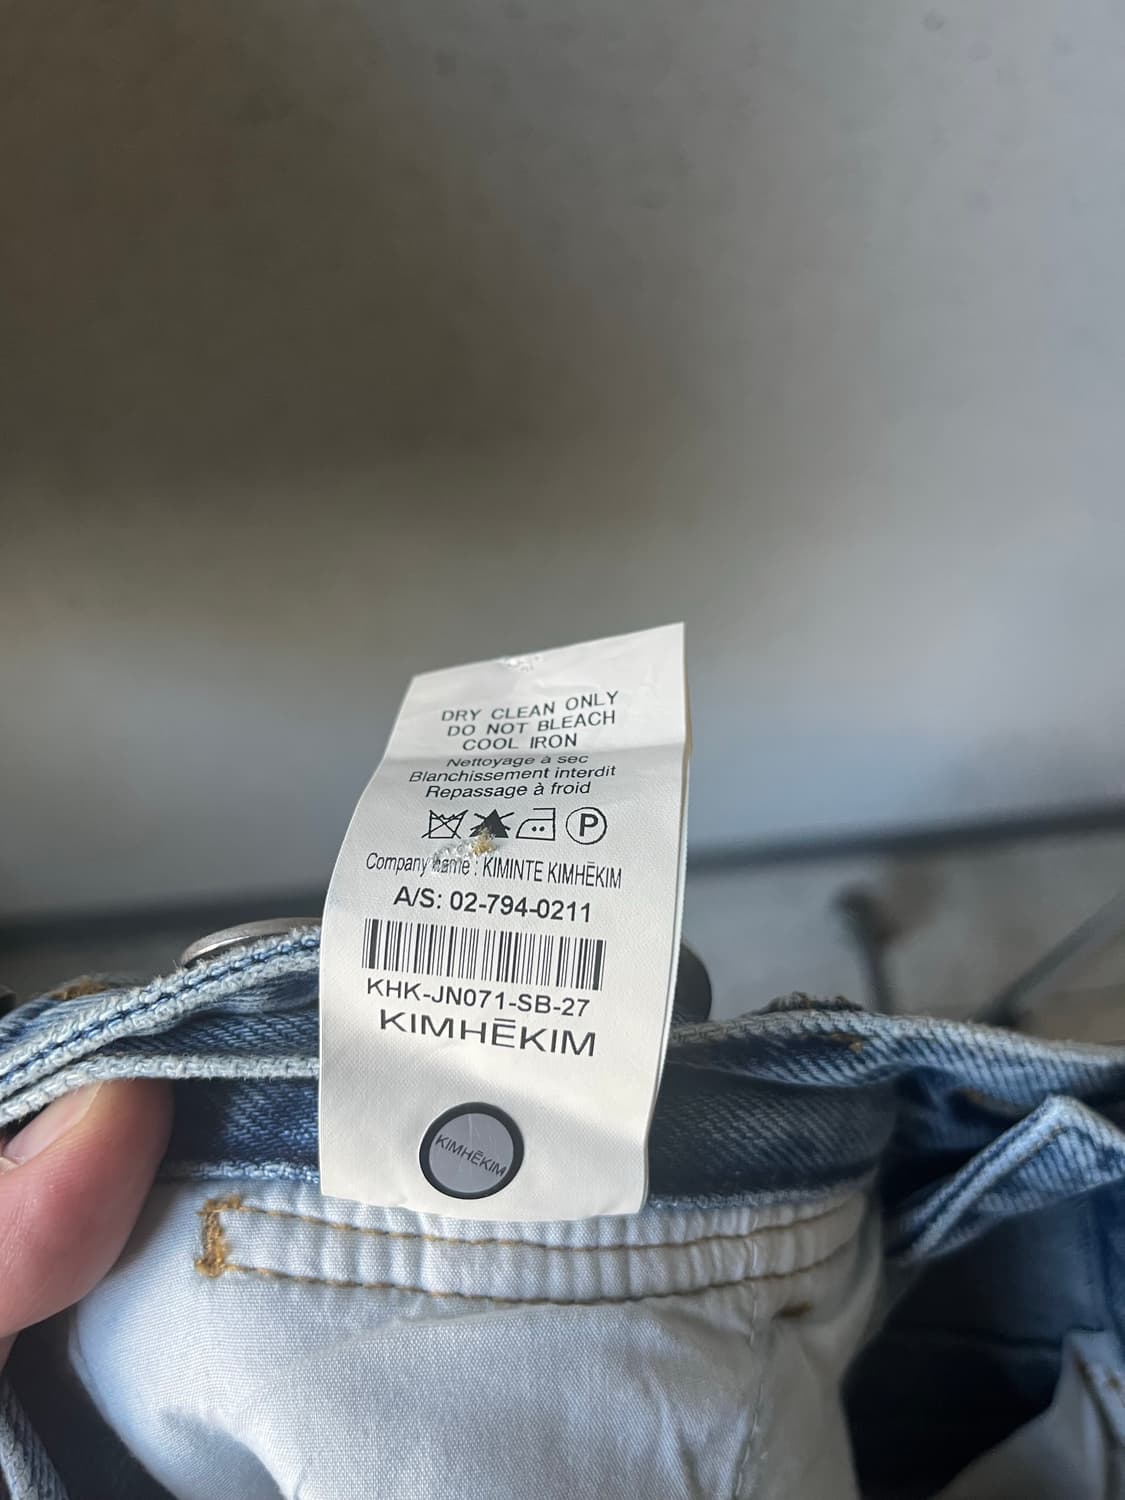 DRY CLEAN ONLY
DO NOT BLEACH
COOL IRON
Nettoyage à sec
Blanchissement interdit
Repassage à froid
P
Company name : KIMINTE KIMHĒKIM
A/S: 02-794-0211
KHK-JN071-SB-27
KIMHĒKIM
KIMHĒKIM